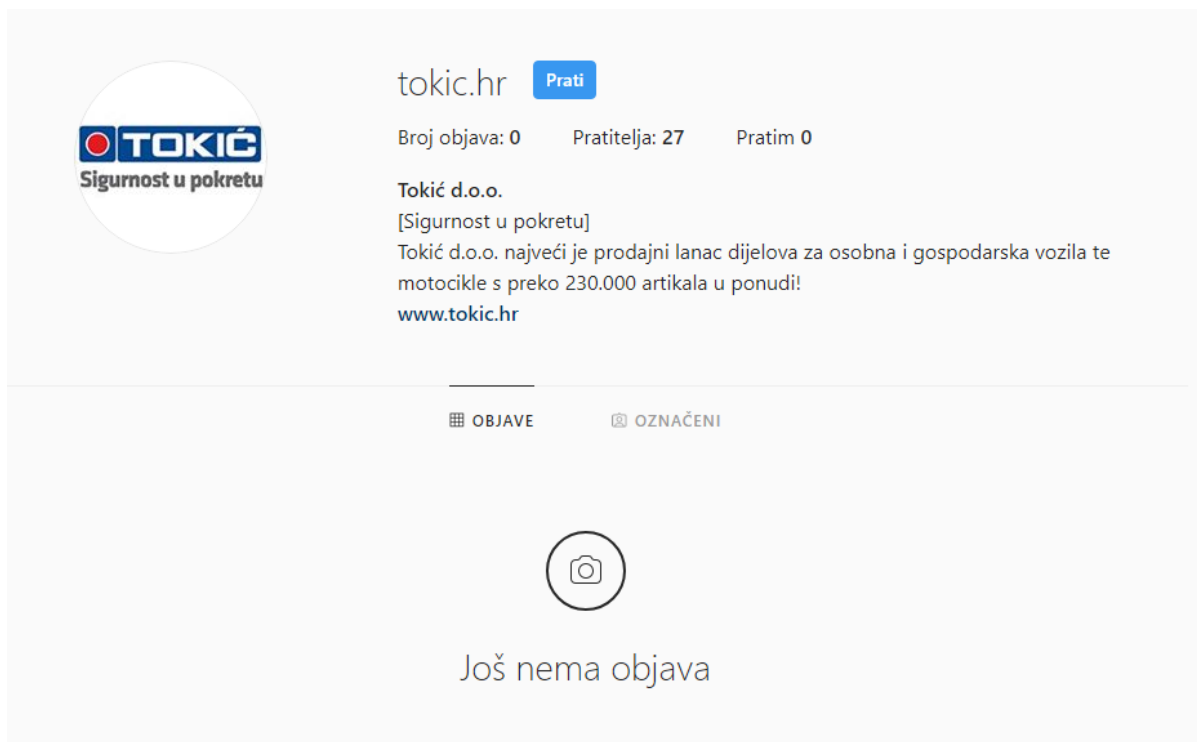 TOKIĆ
Sigurnost u pokretu
tokic.hr Prati
Broj objava: 0 Pratitelja: 27 Pratim 0
Tokić d.o.o.
[Sigurnost u pokretu]
Tokić d.o.o. najveći je prodajni lanac dijelova za osobna i gospodarska vozila te
motocikle s preko 230.000 artikala u ponudi!
www.tokic.hr
OBJAVE OZNAČENI
Još nema objava